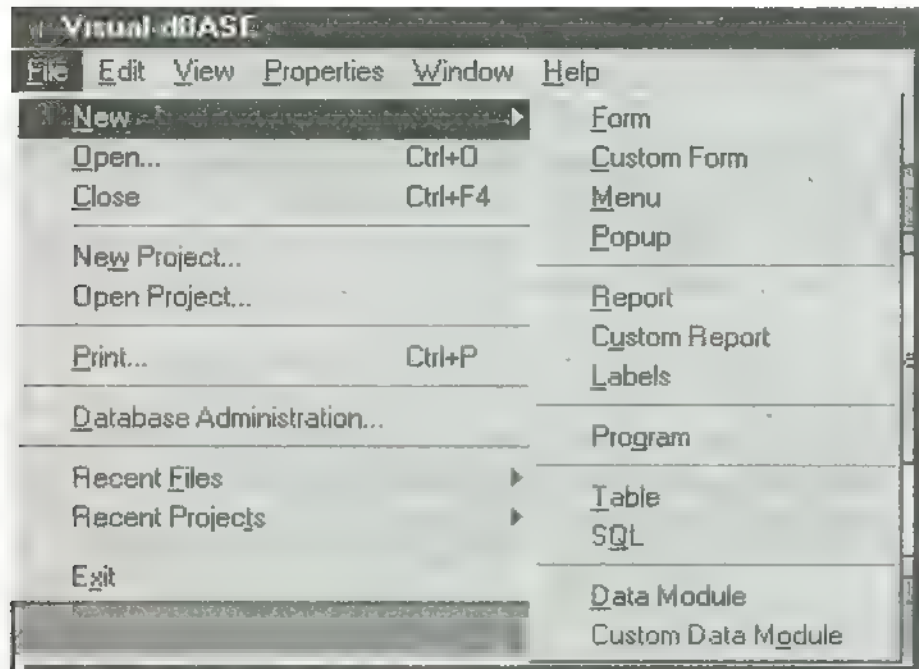 Visual dBASE
File Edit View Properties Window Help
New
Open... Ctrl+O
Close Ctrl+F4
New Project...
Open Project...
Print... Ctrl+P
Database Administration...
Recent Files
Recent Projects
Exit
Form
Custom Form
Menu
Popup
Report
Custom Report
Labels
Program
Table
SQL
Data Module
Custom Data Module